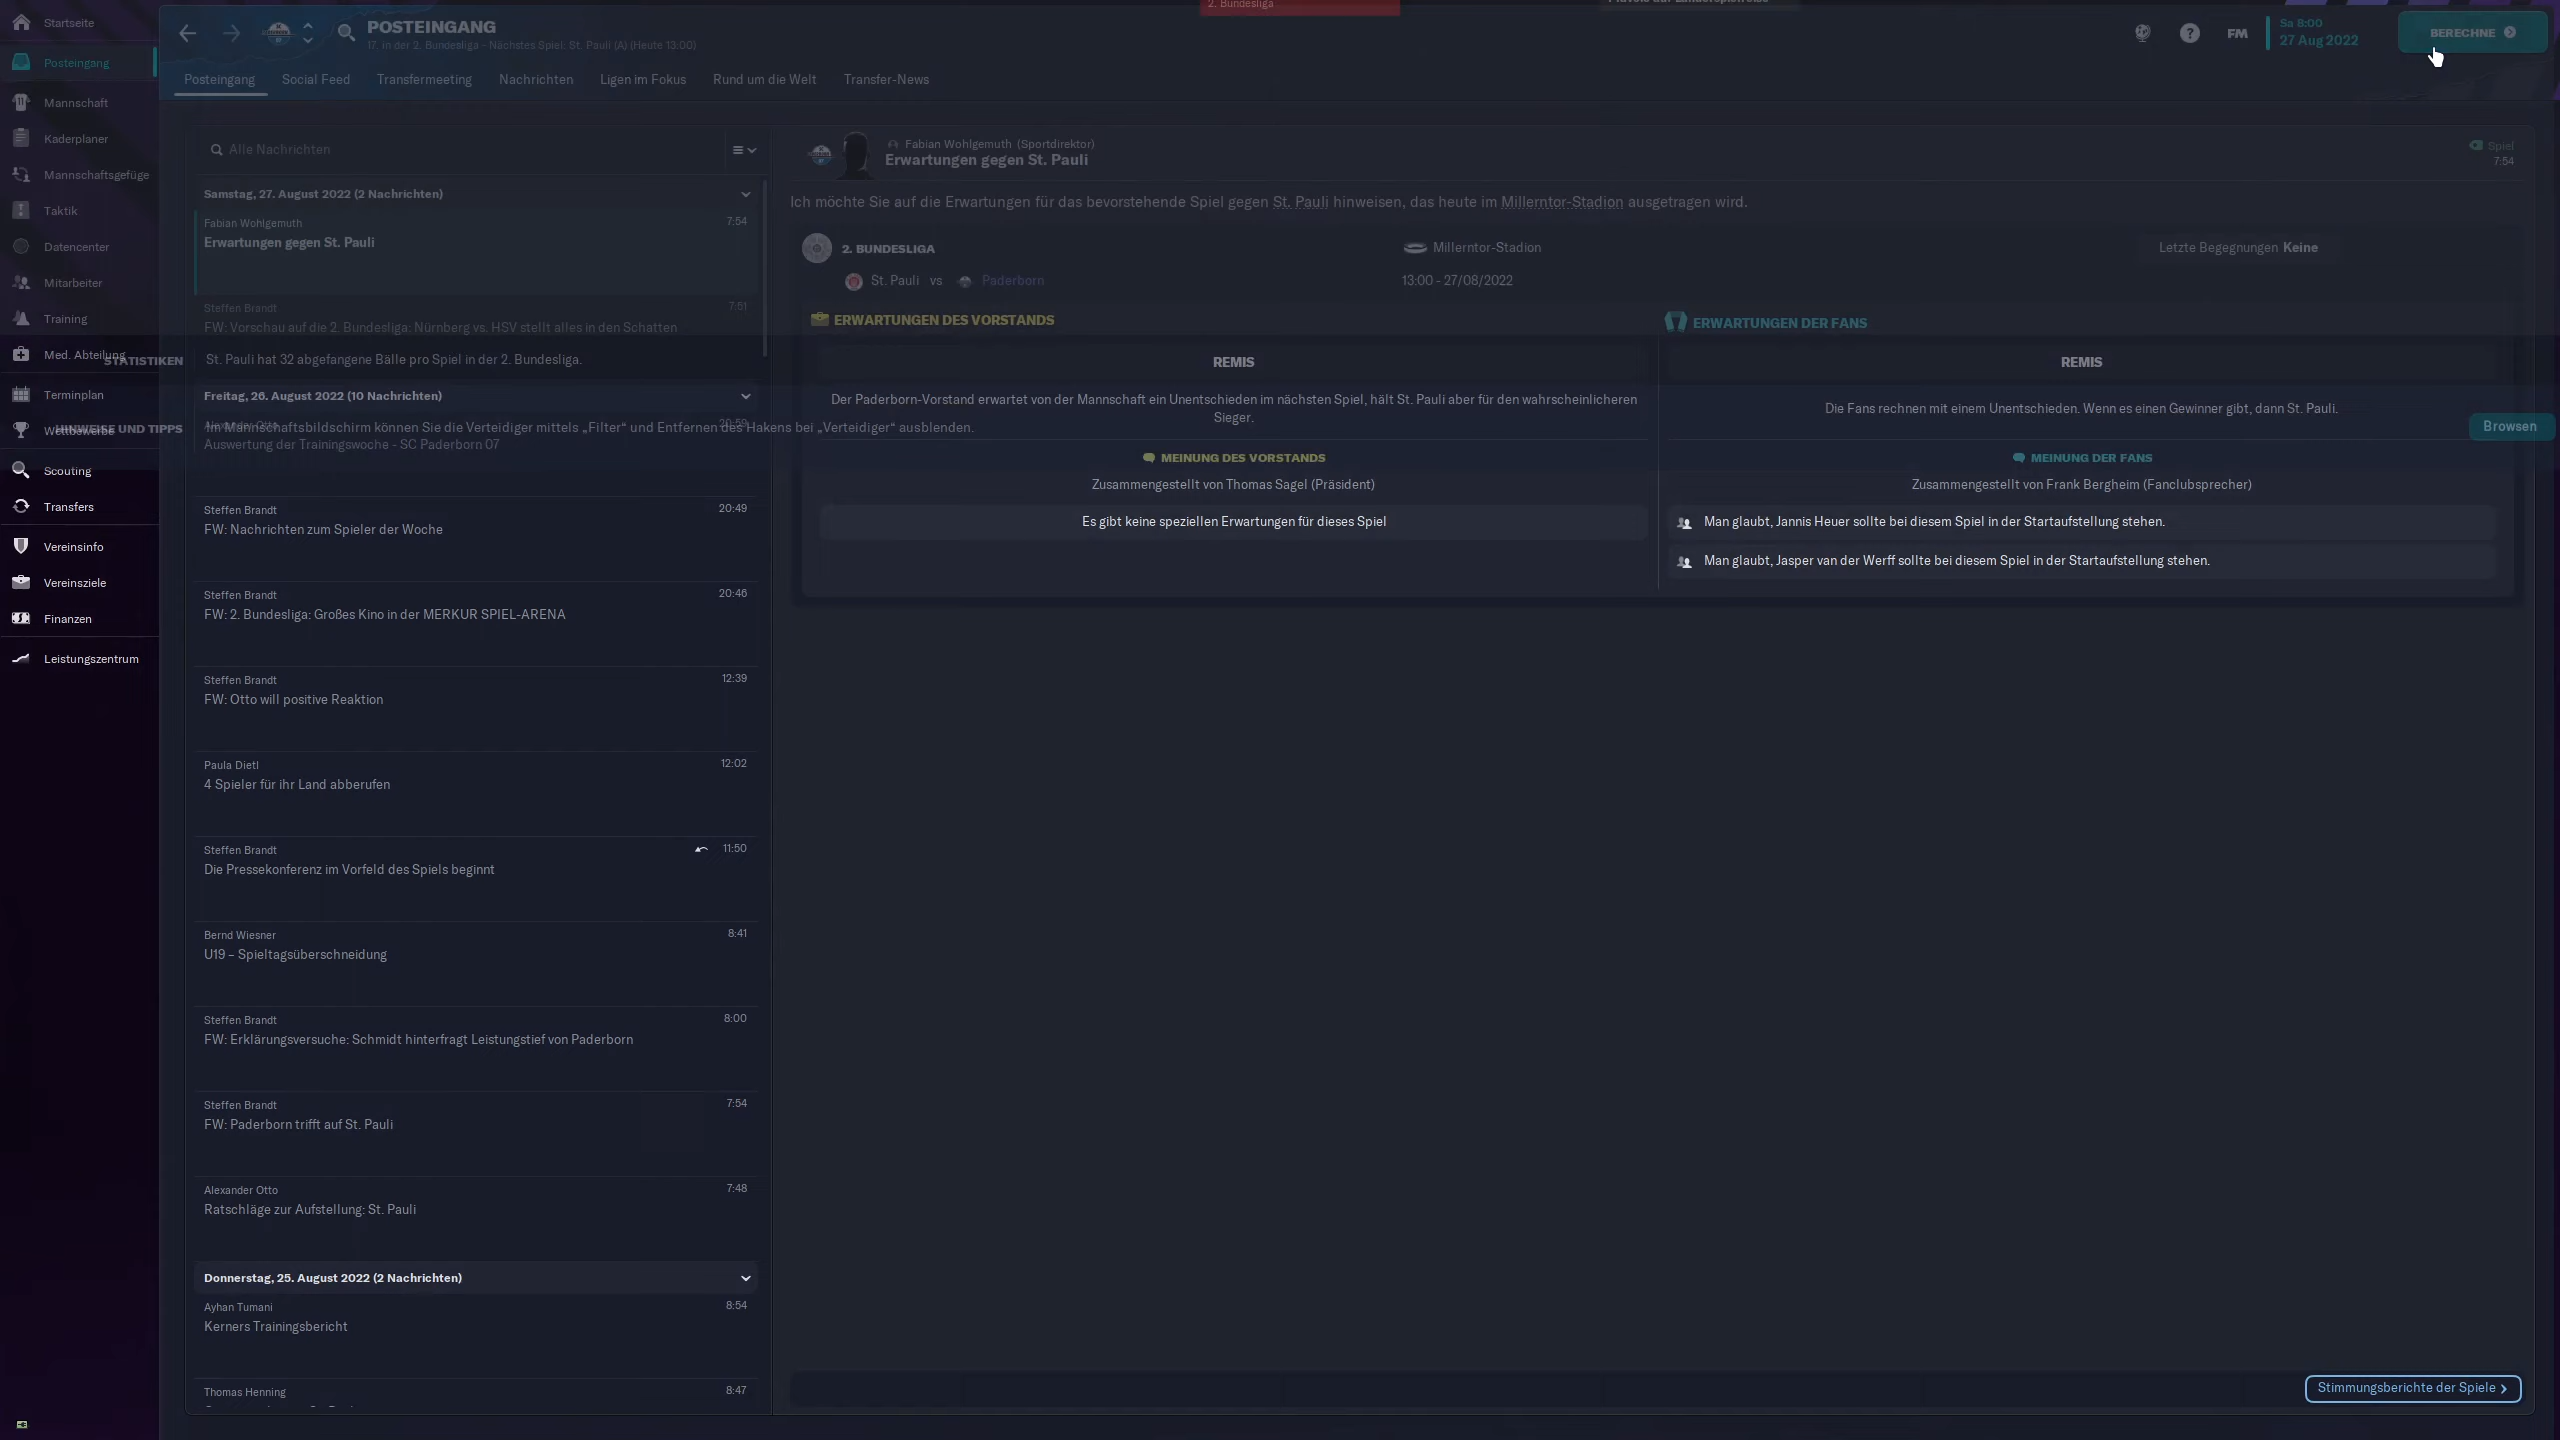 Startseite
Posteingang
Mannschaft
Kaderplaner
Mannschaftsgefüge
Taktik
Datencenter
Mitarbeiter
Training
Med. Abteilung
STATISTIKEN
Terminplan
Wettbewerbe
HINWEISE UND TIPPS
Scouting
Transfers
Vereinsinfo
Vereinsziele
Finanzen
Leistungszentrum
POSTEINGANG
17. in der 2. Bundesliga - Nächstes Spiel: St. Pauli (A) (Heute 13:00)
2. Bundesliga
FM
Sa 8:00
27 Aug 2022
BERECHNE
Posteingang
Social Feed
Transfermeeting
Nachrichten
Ligen im Fokus
Rund um die Welt
Transfer-News
Alle Nachrichten
Samstag, 27. August 2022 (2 Nachrichten)
Fabian Wohlgemuth 7:54
Erwartungen gegen St. Pauli
Steffen Brandt 7:51
FW: Vorschau auf die 2. Bundesliga: Nürnberg vs. HSV stellt alles in den Schatten
St. Pauli hat 32 abgefangene Bälle pro Spiel in der 2. Bundesliga.
Freitag, 26. August 2022 (10 Nachrichten)
Alexander Otto 20:59
Im Mannschaftsbildschirm können Sie die Verteidiger mittels „Filter“ und Entfernen des Hakens bei „Verteidiger“ ausblenden.
Browsen
Auswertung der Trainingswoche - SC Paderborn 07
Steffen Brandt 20:49
FW: Nachrichten zum Spieler der Woche
Steffen Brandt 20:46
FW: 2. Bundesliga: Großes Kino in der MERKUR SPIEL-ARENA
Steffen Brandt 12:39
FW: Otto will positive Reaktion
Paula Dietl 12:02
4 Spieler für ihr Land abberufen
Steffen Brandt 11:50
Die Pressekonferenz im Vorfeld des Spiels beginnt
Bernd Wiesner 8:41
U19 – Spieltagsüberschneidung
Steffen Brandt 8:00
FW: Erklärungsversuche: Schmidt hinterfragt Leistungstief von Paderborn
Steffen Brandt 7:54
FW: Paderborn trifft auf St. Pauli
Alexander Otto 7:48
Ratschläge zur Aufstellung: St. Pauli
Donnerstag, 25. August 2022 (2 Nachrichten)
Ayhan Tumani 8:54
Kerners Trainingsbericht
Thomas Henning 8:47
Fabian Wohlgemuth (Sportdirektor)
Erwartungen gegen St. Pauli
Spiel
7:54
Ich möchte Sie auf die Erwartungen für das bevorstehende Spiel gegen St. Pauli hinweisen, das heute im Millerntor-Stadion ausgetragen wird.
2. BUNDESLIGA
Millerntor-Stadion
Letzte Begegnungen Keine
St. Pauli vs Paderborn
13:00 - 27/08/2022
ERWARTUNGEN DES VORSTANDS
REMIS
Der Paderborn-Vorstand erwartet von der Mannschaft ein Unentschieden im nächsten Spiel, hält St. Pauli aber für den wahrscheinlicheren
Sieger.
MEINUNG DES VORSTANDS
Zusammengestellt von Thomas Sagel (Präsident)
Es gibt keine speziellen Erwartungen für dieses Spiel
ERWARTUNGEN DER FANS
REMIS
Die Fans rechnen mit einem Unentschieden. Wenn es einen Gewinner gibt, dann St. Pauli.
MEINUNG DER FANS
Zusammengestellt von Frank Bergheim (Fanclubsprecher)
Man glaubt, Jannis Heuer sollte bei diesem Spiel in der Startaufstellung stehen.
Man glaubt, Jasper van der Werff sollte bei diesem Spiel in der Startaufstellung stehen.
Stimmungsberichte der Spiele